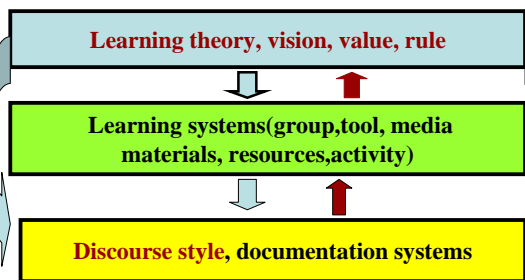 Learning theory, vision, value, rule
Learning systems(group,tool, media
materials, resources,activity)
Discourse style, documentation systems